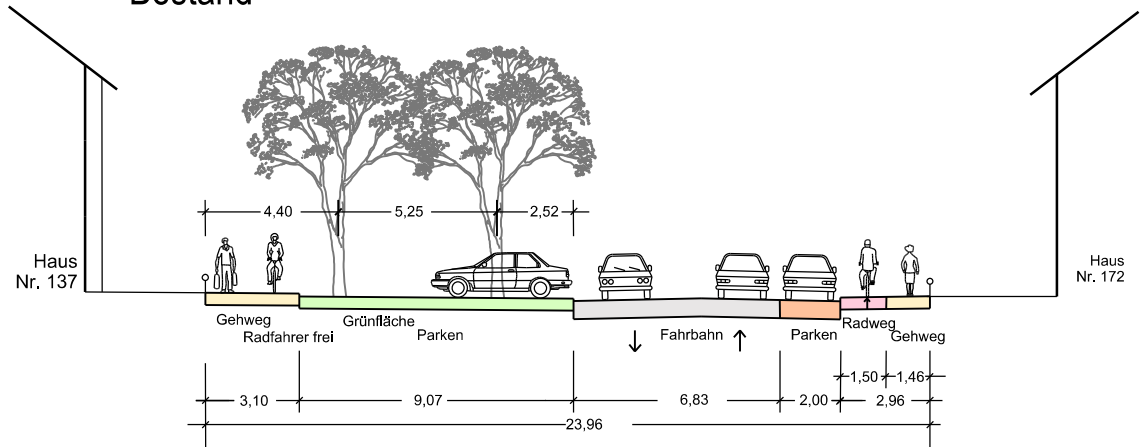 Bestand
4,40
5,25
2,52
Haus
Nr. 137
Haus
Nr. 172
Gehweg
Radfahrer frei
Grünfläche
Parken
Fahrbahn
Parken
Radweg
Gehweg
1,50
1,46
3,10
9,07
6,83
2,00
2,96
23,96